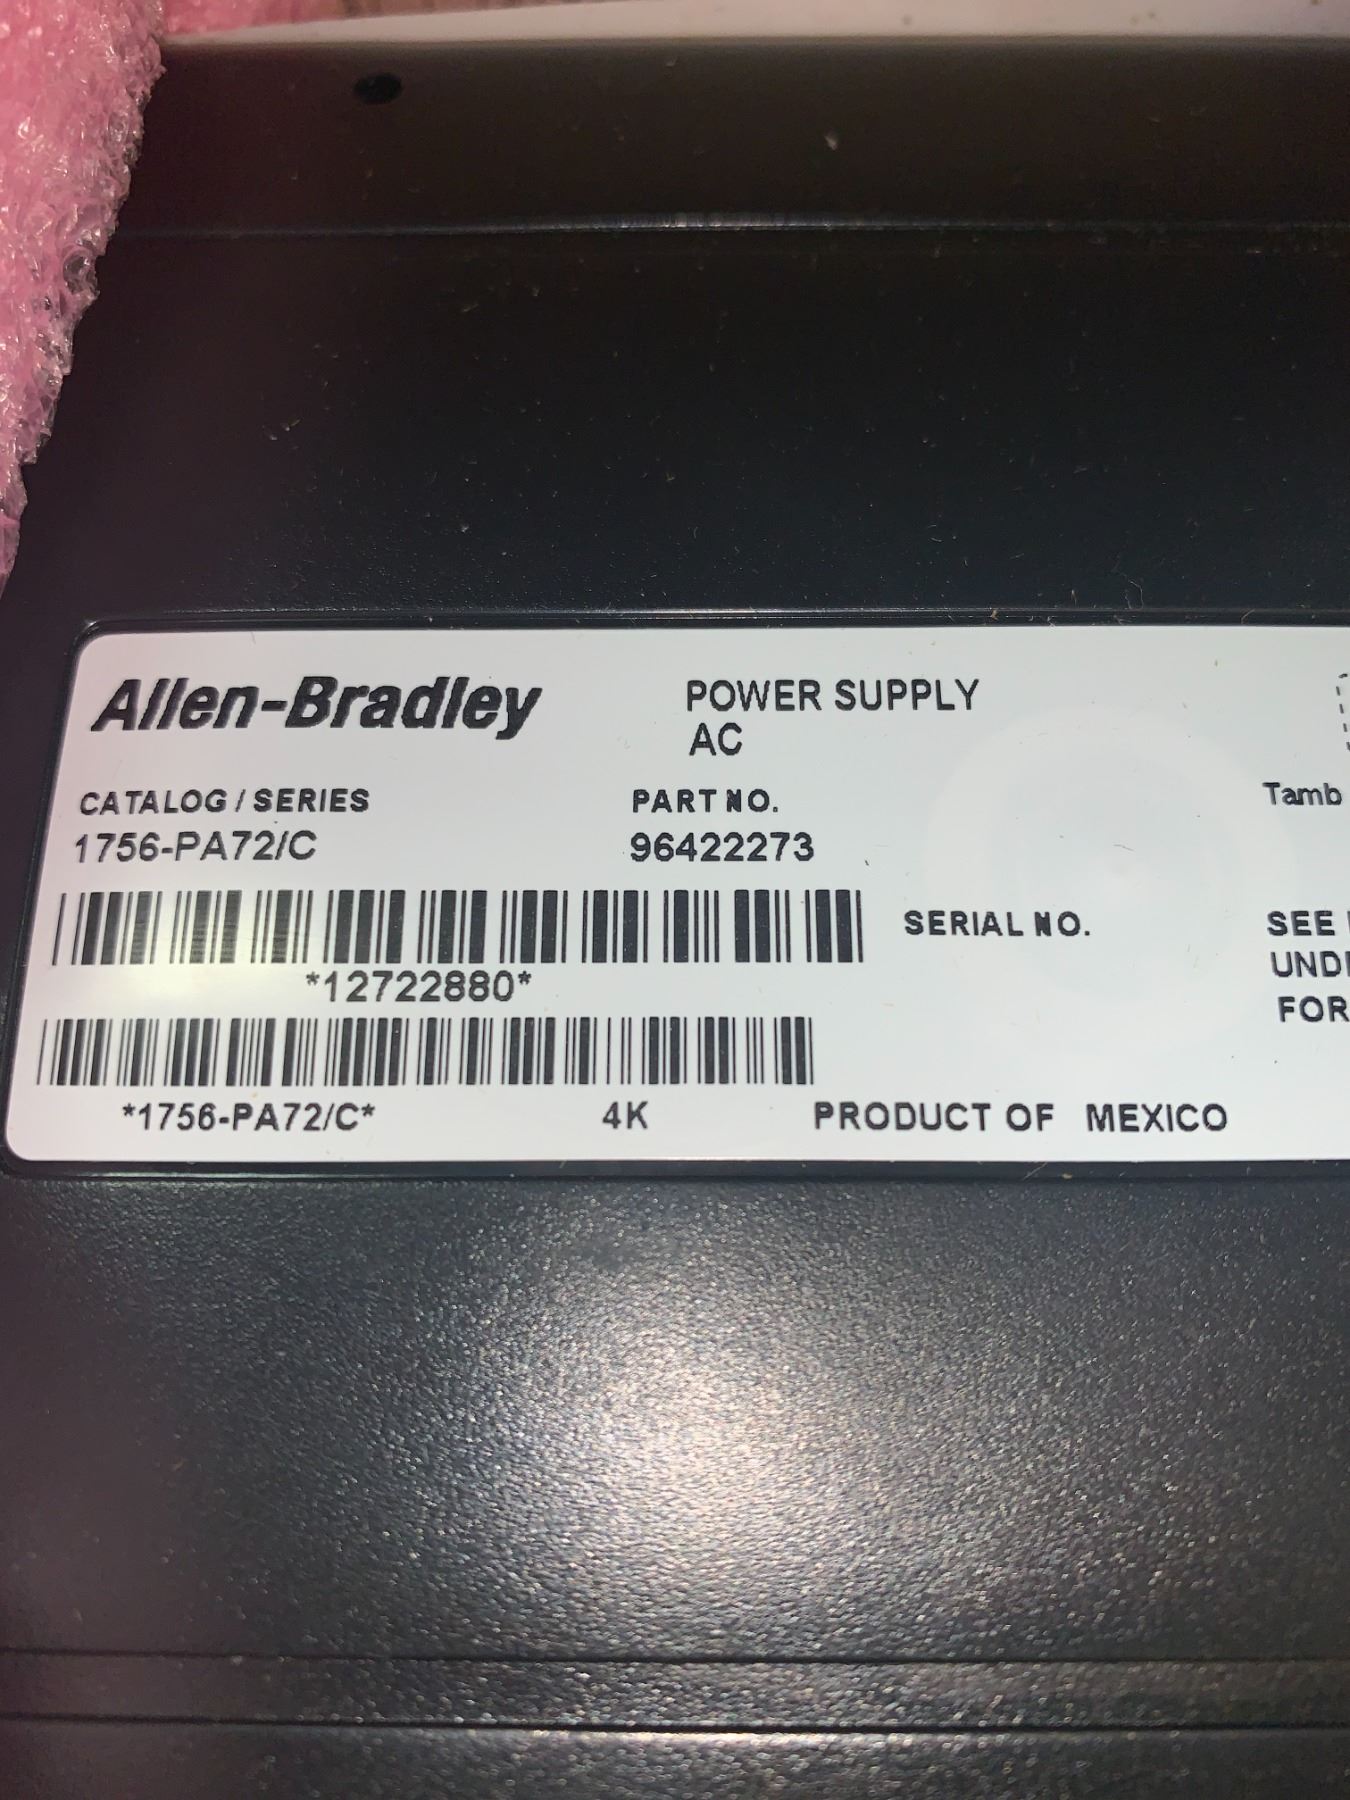 Allen-Bradley
POWER SUPPLY
AC
CATALOG / SERIES
1756-PA72/C
PART NO.
96422273
Tamb
*12722880*
SERIAL NO.
SEE
UND
FOR
*1756-PA72/C*
4K
PRODUCT OF MEXICO